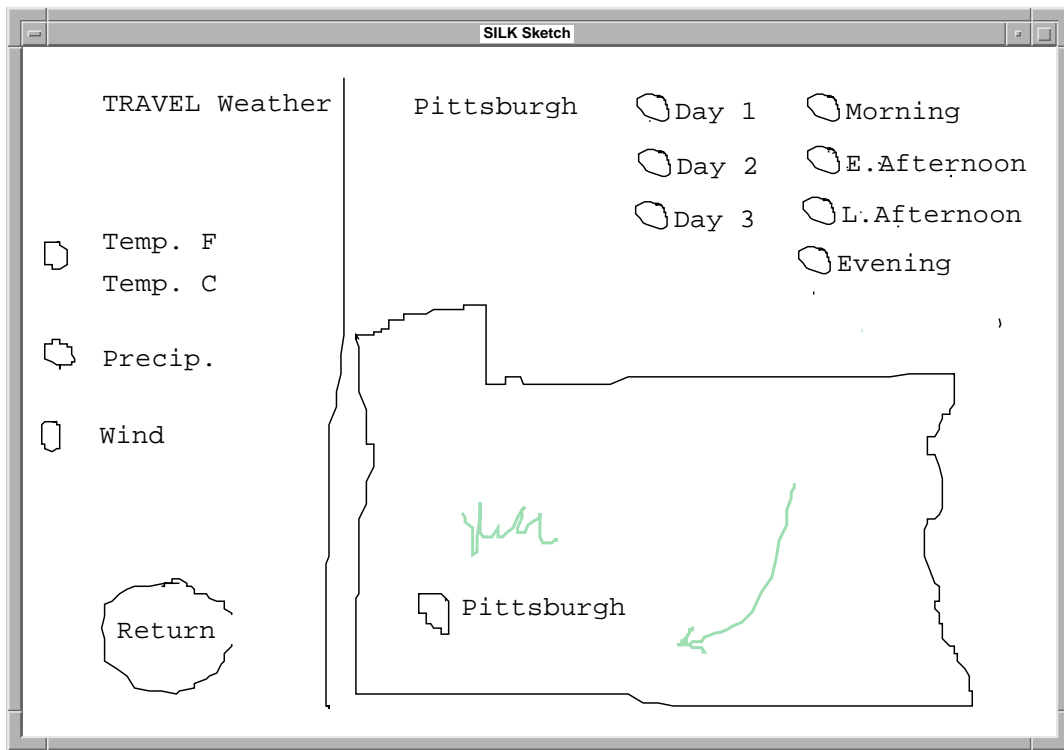 SILK Sketch
TRAVEL Weather
Temp. F
Temp. C
Precip.
Wind
Return
Pittsburgh
Day 1
Day 2
Day 3
Morning
E.Afternoon
L.Afternoon
Evening
Pittsburgh